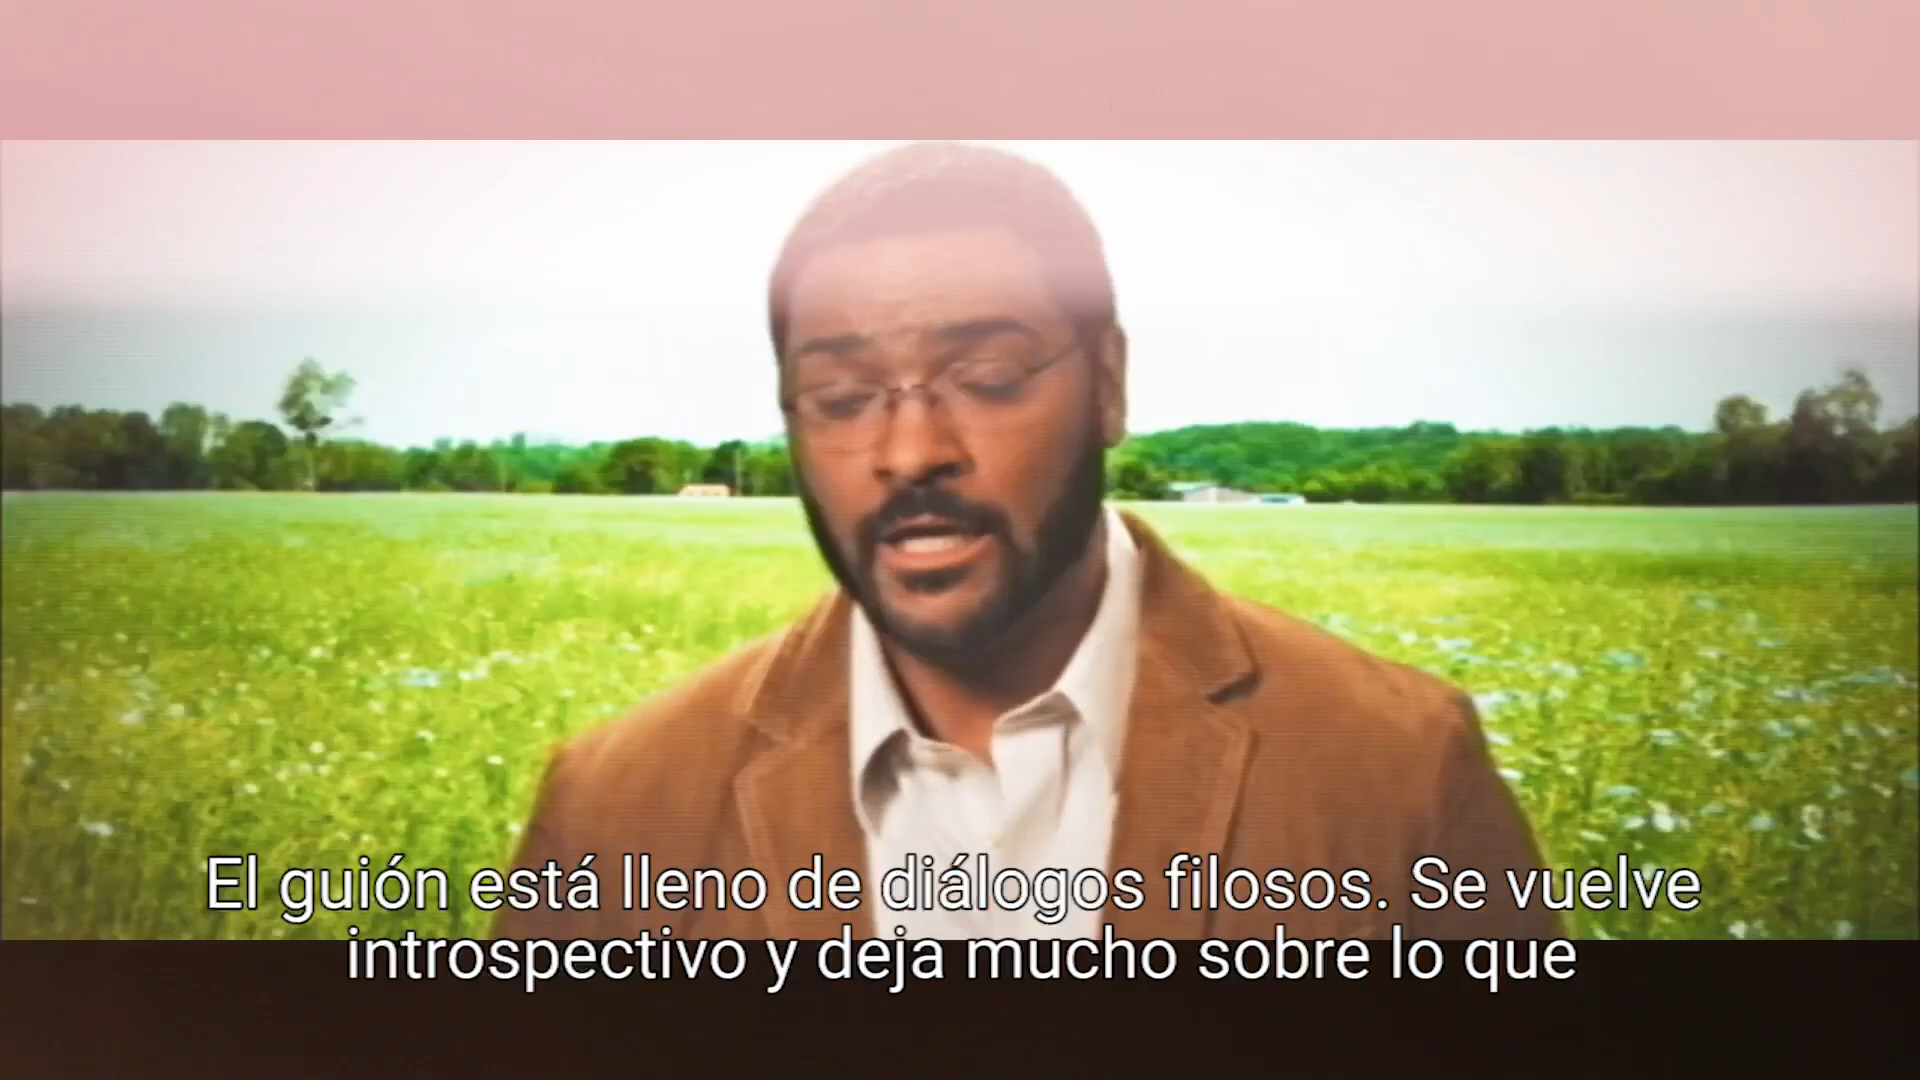 El guión está lleno de diálogos filosos. Se vuelve
introspectivo y deja mucho sobre lo que